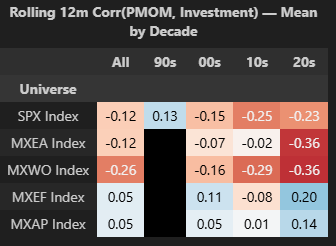 Rolling 12m Corr(PMOM, Investment) — Mean
by Decade
All 90s 00s 10s 20s
Universe
SPX Index -0.12 0.13 -0.15 -0.25 -0.23
MXEA Index -0.12 -0.07 -0.02 -0.36
MXWO Index -0.26 -0.16 -0.29 -0.36
MXEF Index 0.05 0.11 -0.08 0.20
MXAP Index 0.05 0.05 0.01 0.14